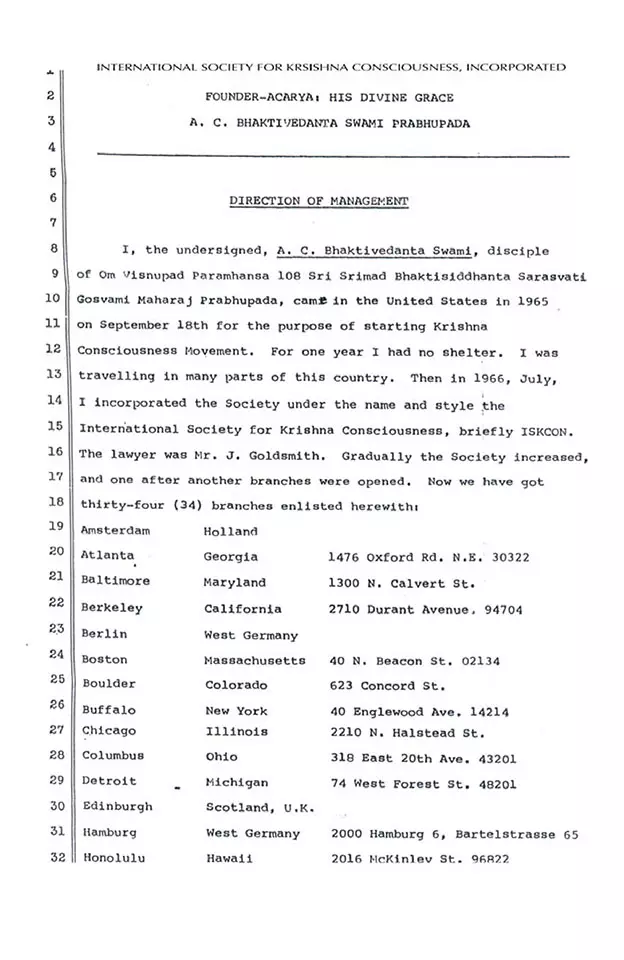 1 INTERNATIONAL SOCIETY FOR KRSISHNA CONSCIOUSNESS, INCORPORATED
2 FOUNDER-ACARYA: HIS DIVINE GRACE
3 A. C. BHAKTIVEDANTA SWAMI PRABHUPADA
4
5
6 DIRECTION OF MANAGEMENT
7
8 I, the undersigned, A. C. Bhaktivedanta Swami, disciple
9 of Om Visnupad Paramhansa 108 Sri Srimad Bhaktisiddhanta Sarasvati
10 Gosvami Maharaj Prabhupada, came in the United States in 1965
11 on September 18th for the purpose of starting Krishna
12 Consciousness Movement. For one year I had no shelter. I was
13 travelling in many parts of this country. Then in 1966, July,
14 I incorporated the Society under the name and style the
15 International Society for Krishna Consciousness, briefly ISKCON.
16 The lawyer was Mr. J. Goldsmith. Gradually the Society increased,
17 and one after another branches were opened. Now we have got
18 thirty-four (34) branches enlisted herewith:
19 Amsterdam Holland
20 Atlanta Georgia 1476 Oxford Rd. N.E. 30322
21 Baltimore Maryland 1300 N. Calvert St.
22 Berkeley California 2710 Durant Avenue. 94704
23 Berlin West Germany
24 Boston Massachusetts 40 N. Beacon St. 02134
25 Boulder Colorado 623 Concord St.
26 Buffalo New York 40 Englewood Ave. 14214
27 Chicago Illinois 2210 N. Halstead St.
28 Columbus Ohio 318 East 20th Ave. 43201
29 Detroit Michigan 74 West Forest St. 48201
30 Edinburgh Scotland, U.K.
31 Hamburg West Germany 2000 Hamburg 6, Bartelstrasse 65
32 Honolulu Hawaii 2016 McKinley St. 96822